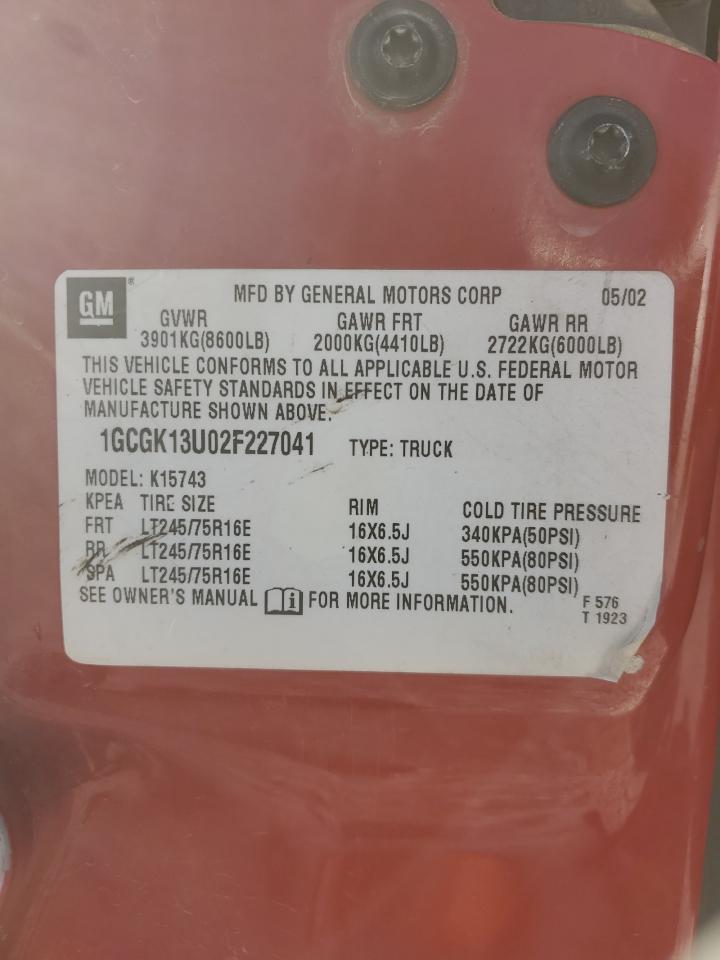 GM® MFD BY GENERAL MOTORS CORP 05/02
GVWR GAWR FRT GAWR RR
3901KG(8600LB) 2000KG(4410LB) 2722KG(6000LB)
THIS VEHICLE CONFORMS TO ALL APPLICABLE U.S. FEDERAL MOTOR
VEHICLE SAFETY STANDARDS IN EFFECT ON THE DATE OF
MANUFACTURE SHOWN ABOVE.
1GCGK13U02F227041 TYPE: TRUCK
MODEL: K15743
KPEA TIRE SIZE RIM COLD TIRE PRESSURE
FRT LT245/75R16E 16X6.5J 340KPA(50PSI)
RR LT245/75R16E 16X6.5J 550KPA(80PSI)
SPA LT245/75R16E 16X6.5J 550KPA(80PSI)
SEE OWNER'S MANUAL i FOR MORE INFORMATION. F 576
T 1923